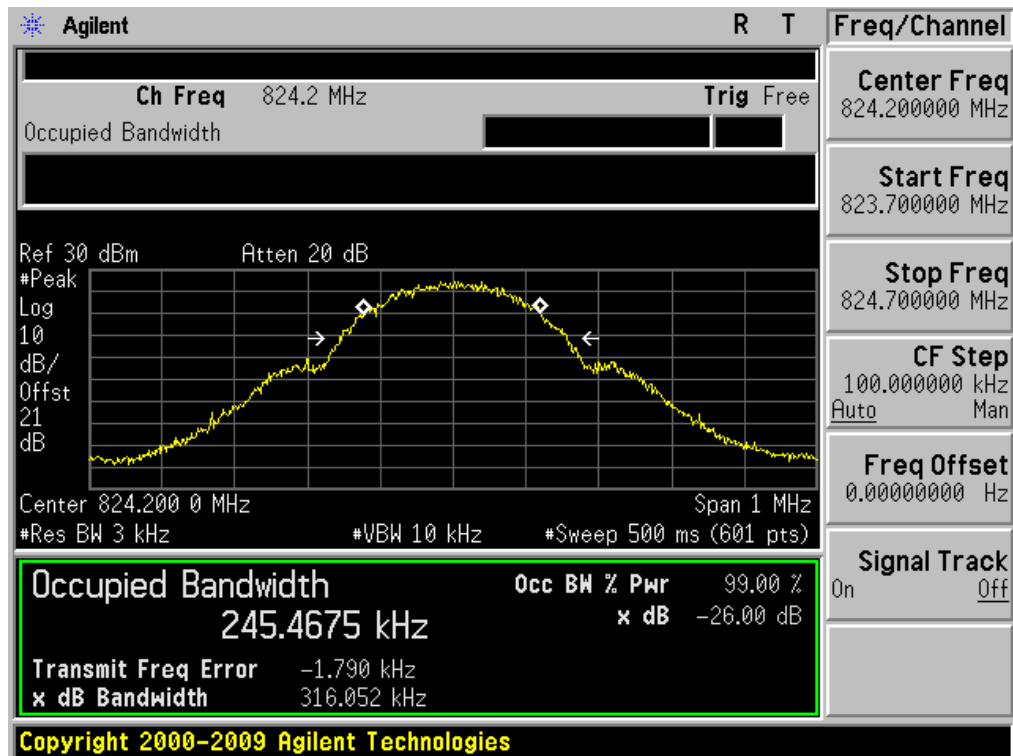 Agilent R T
Ch Freq 824.2 MHz Trig Free
Occupied Bandwidth
Ref 30 dBm Atten 20 dB
#Peak
Log
10
dB/
Offst
21
dB
Center 824.200 0 MHz Span 1 MHz
#Res BW 3 kHz #VBW 10 kHz #Sweep 500 ms (601 pts)
Occupied Bandwidth Occ BW % Pwr 99.00 %
245.4675 kHz x dB -26.00 dB
Transmit Freq Error -1.790 kHz
x dB Bandwidth 316.052 kHz
Copyright 2000-2009 Agilent Technologies
Freq/Channel
Center Freq
824.200000 MHz
Start Freq
823.700000 MHz
Stop Freq
824.700000 MHz
CF Step
100.000000 kHz
Auto Man
Freq Offset
0.00000000 Hz
Signal Track
On Off